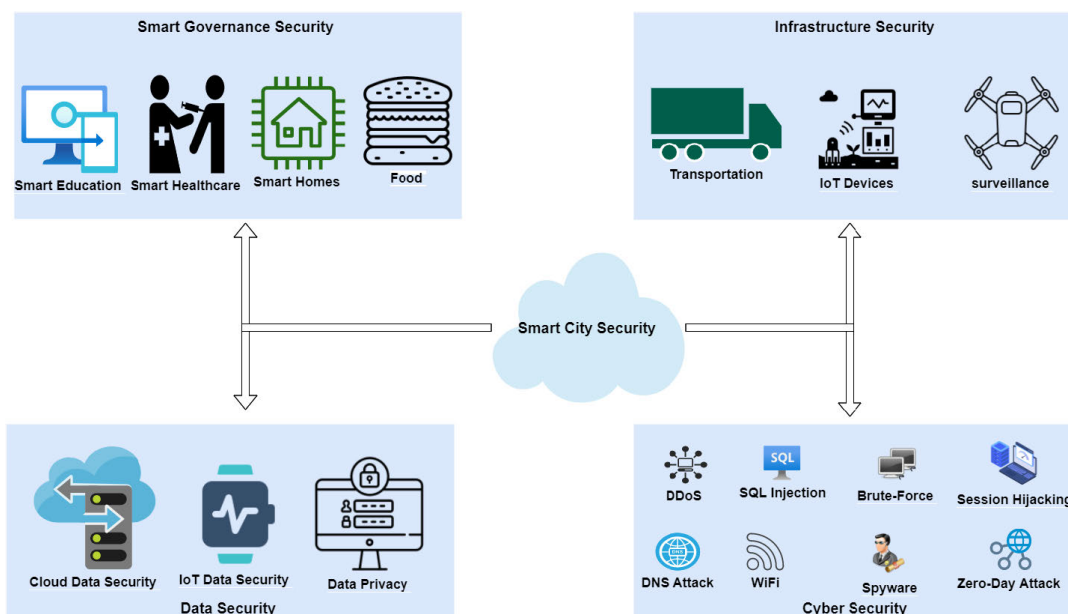 Smart Governance Security
Smart Education
Smart Healthcare
Smart Homes
Food
Infrastructure Security
Transportation
IoT Devices
surveillance
Smart City Security
Cloud Data Security
IoT Data Security
Data Privacy
Data Security
DDoS
SQL
SQL Injection
Brute-Force
Session Hijacking
DNS
DNS Attack
WiFi
Spyware
Zero-Day Attack
Cyber Security